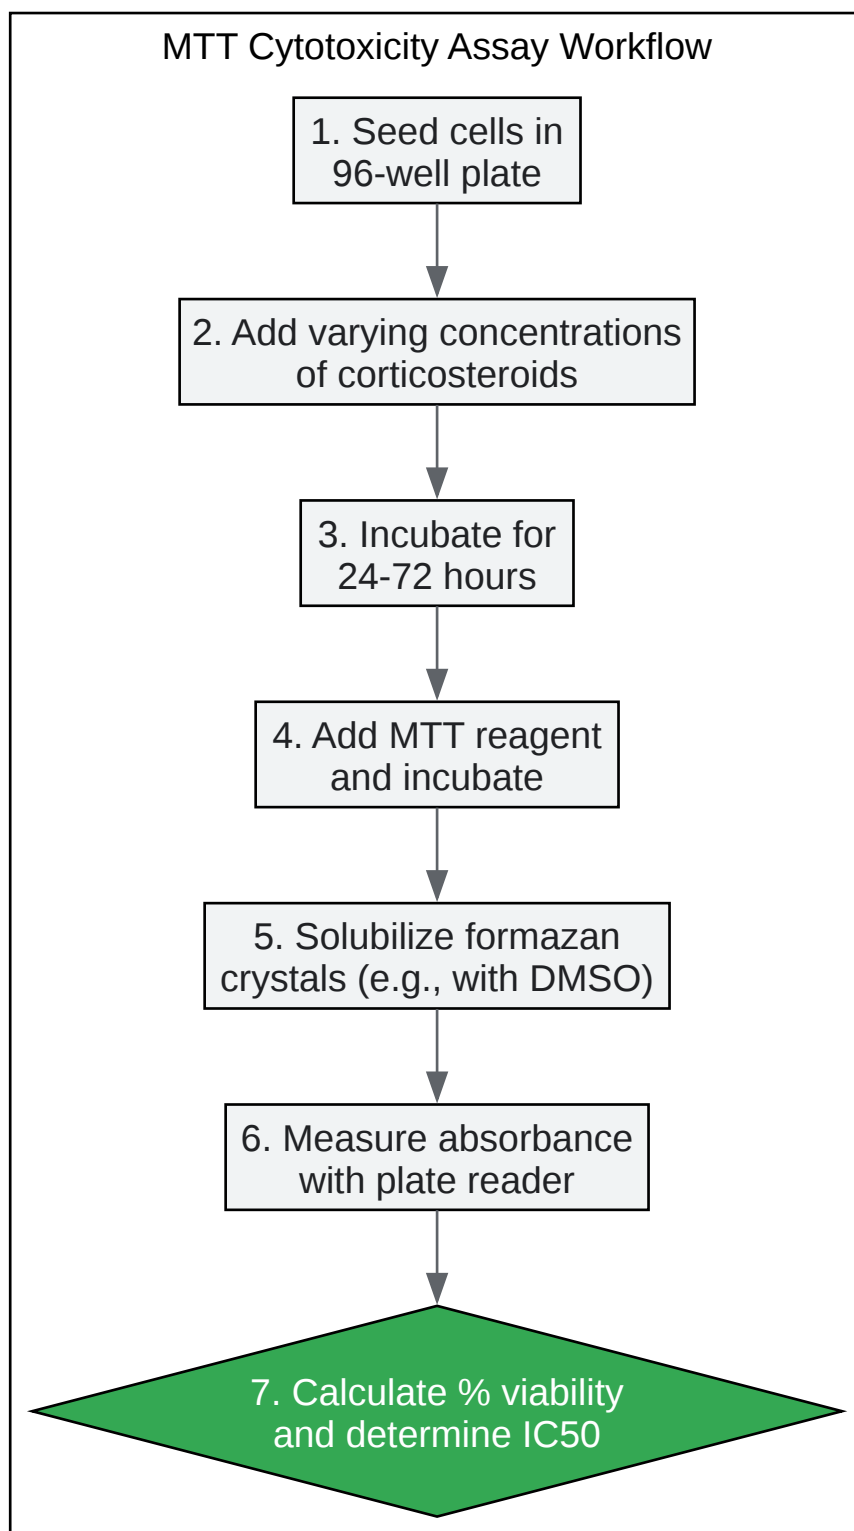 MTT Cytotoxicity Assay Workflow
1. Seed cells in
96-well plate
2. Add varying concentrations
of corticosteroids
3. Incubate for
24-72 hours
4. Add MTT reagent
and incubate
5. Solubilize formazan
crystals (e.g., with DMSO)
6. Measure absorbance
with plate reader
7. Calculate % viability
and determine IC50